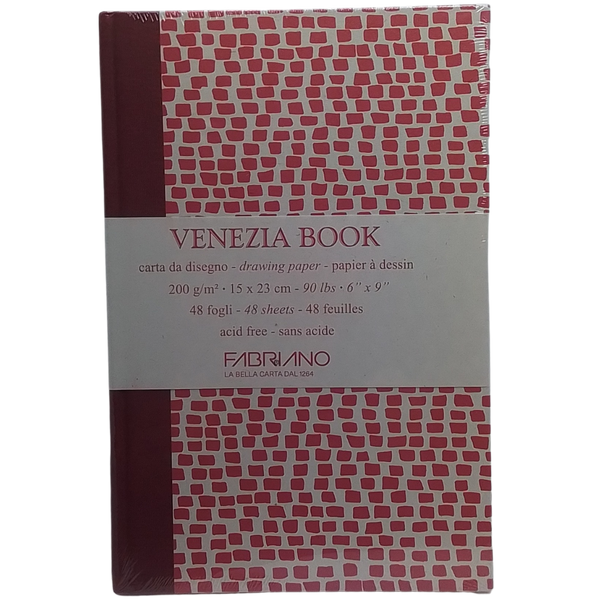 VENEZIA BOOK
carta da disegno - drawing paper - papier à dessin
200 g/m² · 15 x 23 cm - 90 lbs · 6" x 9"
48 fogli - 48 sheets - 48 feuilles
acid free - sans acide
FABRIANO
LA BELLA CARTA DAL 1264